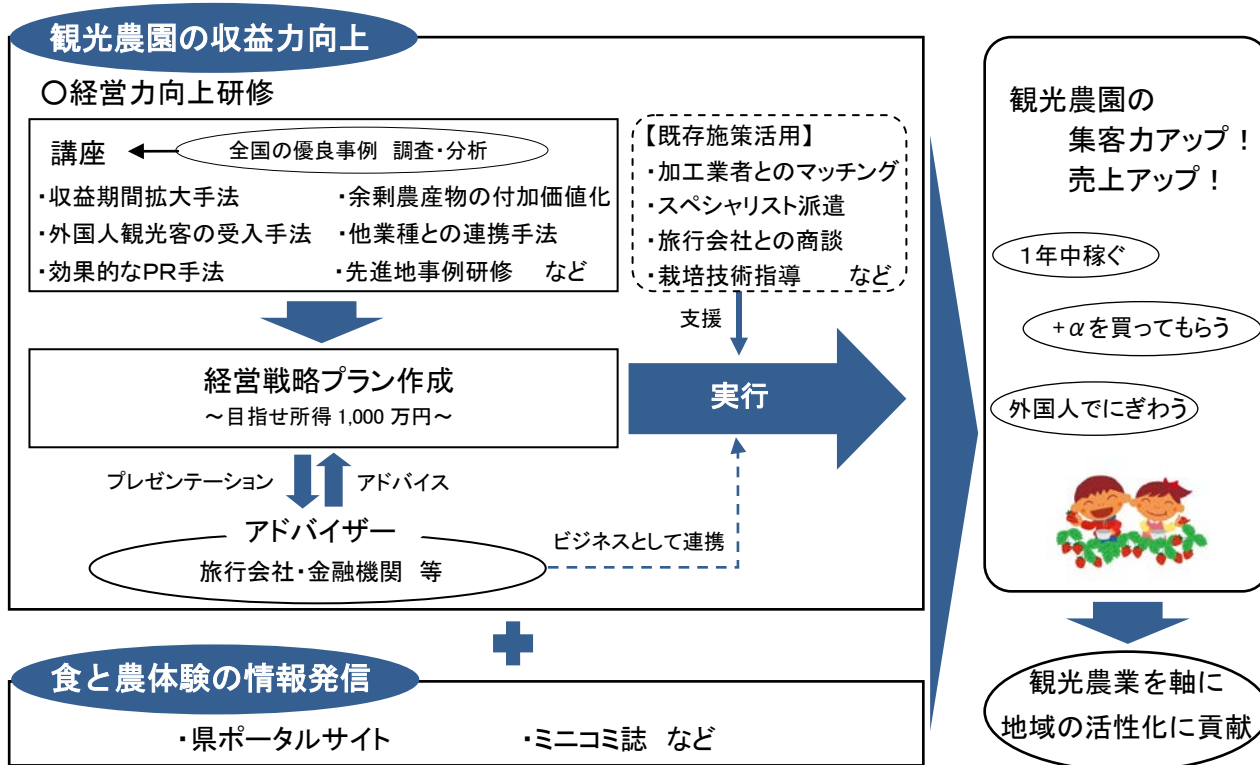 観光農園の収益力向上
〇経営力向上研修
講座
全国の優良事例 調査・分析
・収益期間拡大手法
・余剰農産物の付加価値化
・外国人観光客の受入手法
・他業種との連携手法
・効果的なPR手法
・先進地事例研修 など
【既存施策活用】
・加工業者とのマッチング
・スペシャリスト派遣
・旅行会社との商談
・栽培技術指導 など
支援
経営戦略プラン作成
～目指せ所得 1,000 万円～
実行
プレゼンテーション
アドバイス
アドバイザー
旅行会社・金融機関 等
ビジネスとして連携
食と農体験の情報発信
・県ポータルサイト
・ミニコミ誌 など
観光農園の
集客力アップ！
売上アップ！
１年中稼ぐ
+αを買ってもらう
外国人でにぎわう
観光農業を軸に
地域の活性化に貢献